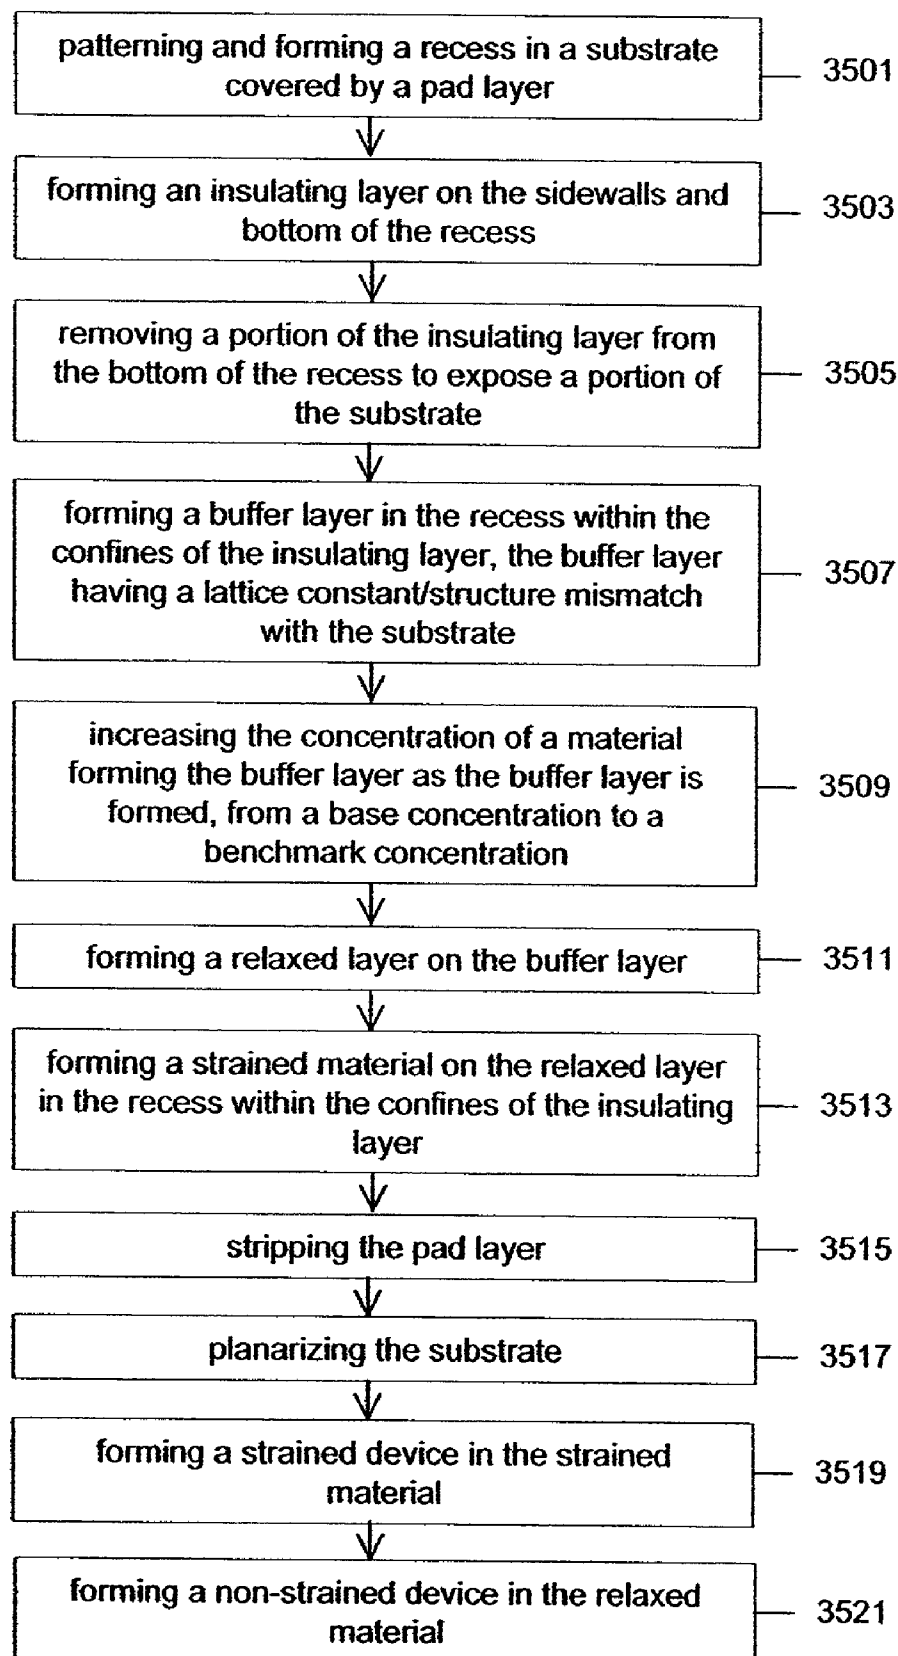 patterning and forming a recess in a substrate
covered by a pad layer
3501
forming an insulating layer on the sidewalls and
bottom of the recess
3503
removing a portion of the insulating layer from
the bottom of the recess to expose a portion of
the substrate
3505
forming a buffer layer in the recess within the
confines of the insulating layer, the buffer layer
having a lattice constant/structure mismatch
with the substrate
3507
increasing the concentration of a material
forming the buffer layer as the buffer layer is
formed, from a base concentration to a
benchmark concentration
3509
forming a relaxed layer on the buffer layer
3511
forming a strained material on the relaxed layer
in the recess within the confines of the insulating
layer
3513
stripping the pad layer
3515
planarizing the substrate
3517
forming a strained device in the strained
material
3519
forming a non-strained device in the relaxed
material
3521